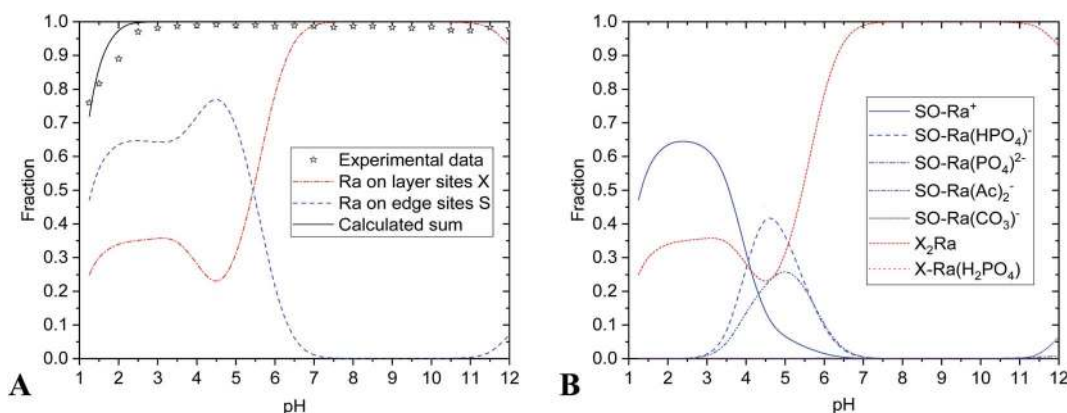 1.0
0.9
0.8
0.7
0.6
0.5
0.4
0.3
0.2
0.1
0.0
Fraction
Experimental data
Ra on layer sites X
Ra on edge sites S
Calculated sum
1 2 3 4 5 6 7 8 9 10 11 12
pH
A
1.0
0.9
0.8
0.7
0.6
0.5
0.4
0.3
0.2
0.1
0.0
Fraction
SO-Ra⁺
SO-Ra(HPO₄)⁻
SO-Ra(PO₄)²⁻
SO-Ra(Ac)₂⁻
SO-Ra(CO₃)⁻
X₂Ra
X-Ra(H₂PO₄)
1 2 3 4 5 6 7 8 9 10 11 12
pH
B